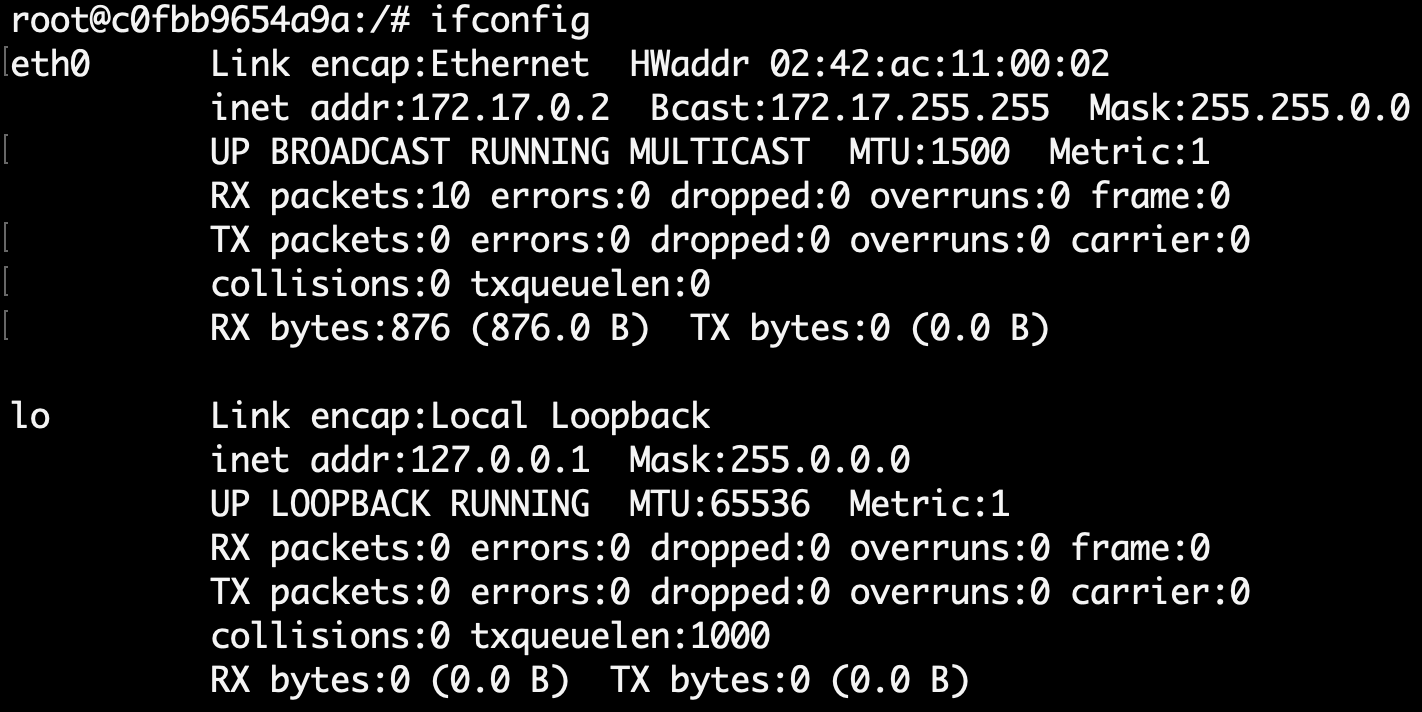 root@c0fbb9654a9a:/# ifconfig
eth0      Link encap:Ethernet  HWaddr 02:42:ac:11:00:02
          inet addr:172.17.0.2  Bcast:172.17.255.255  Mask:255.255.0.0
          UP BROADCAST RUNNING MULTICAST  MTU:1500  Metric:1
          RX packets:10 errors:0 dropped:0 overruns:0 frame:0
          TX packets:0 errors:0 dropped:0 overruns:0 carrier:0
          collisions:0 txqueuelen:0
          RX bytes:876 (876.0 B)  TX bytes:0 (0.0 B)

lo        Link encap:Local Loopback
          inet addr:127.0.0.1  Mask:255.0.0.0
          UP LOOPBACK RUNNING  MTU:65536  Metric:1
          RX packets:0 errors:0 dropped:0 overruns:0 frame:0
          TX packets:0 errors:0 dropped:0 overruns:0 carrier:0
          collisions:0 txqueuelen:1000
          RX bytes:0 (0.0 B)  TX bytes:0 (0.0 B)